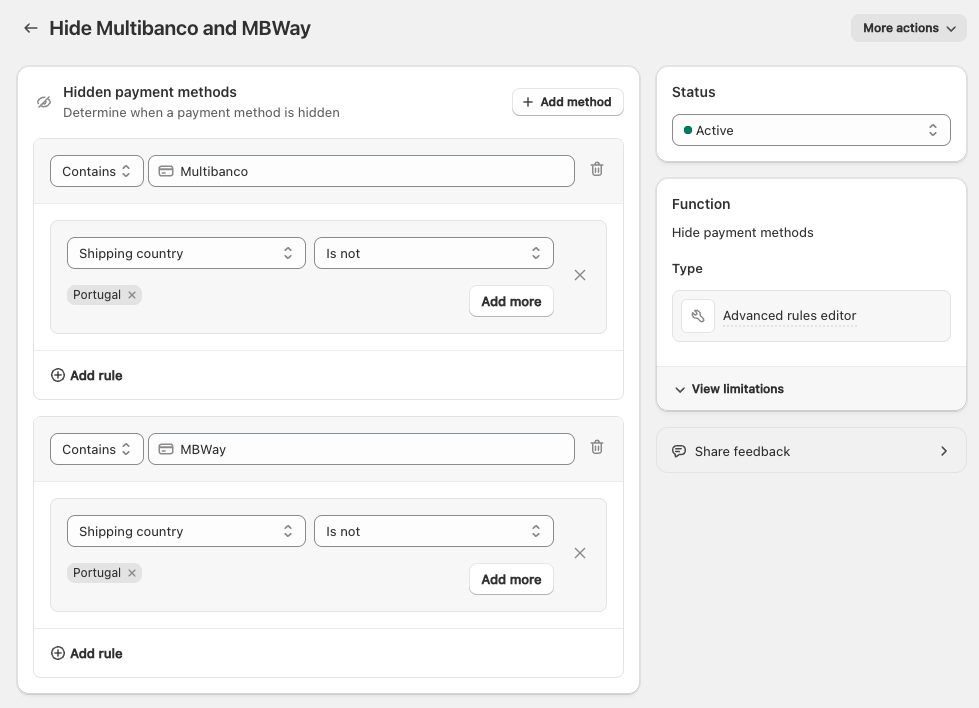 Hide Multibanco and MBWay
More actions
Hidden payment methods
Determine when a payment method is hidden
Add method
Contains
Multibanco
Shipping country
Is not
Portugal
Add more
Add rule
Contains
MBWay
Shipping country
Is not
Portugal
Add more
Add rule
Status
Active
Function
Hide payment methods
Type
Advanced rules editor
View limitations
Share feedback